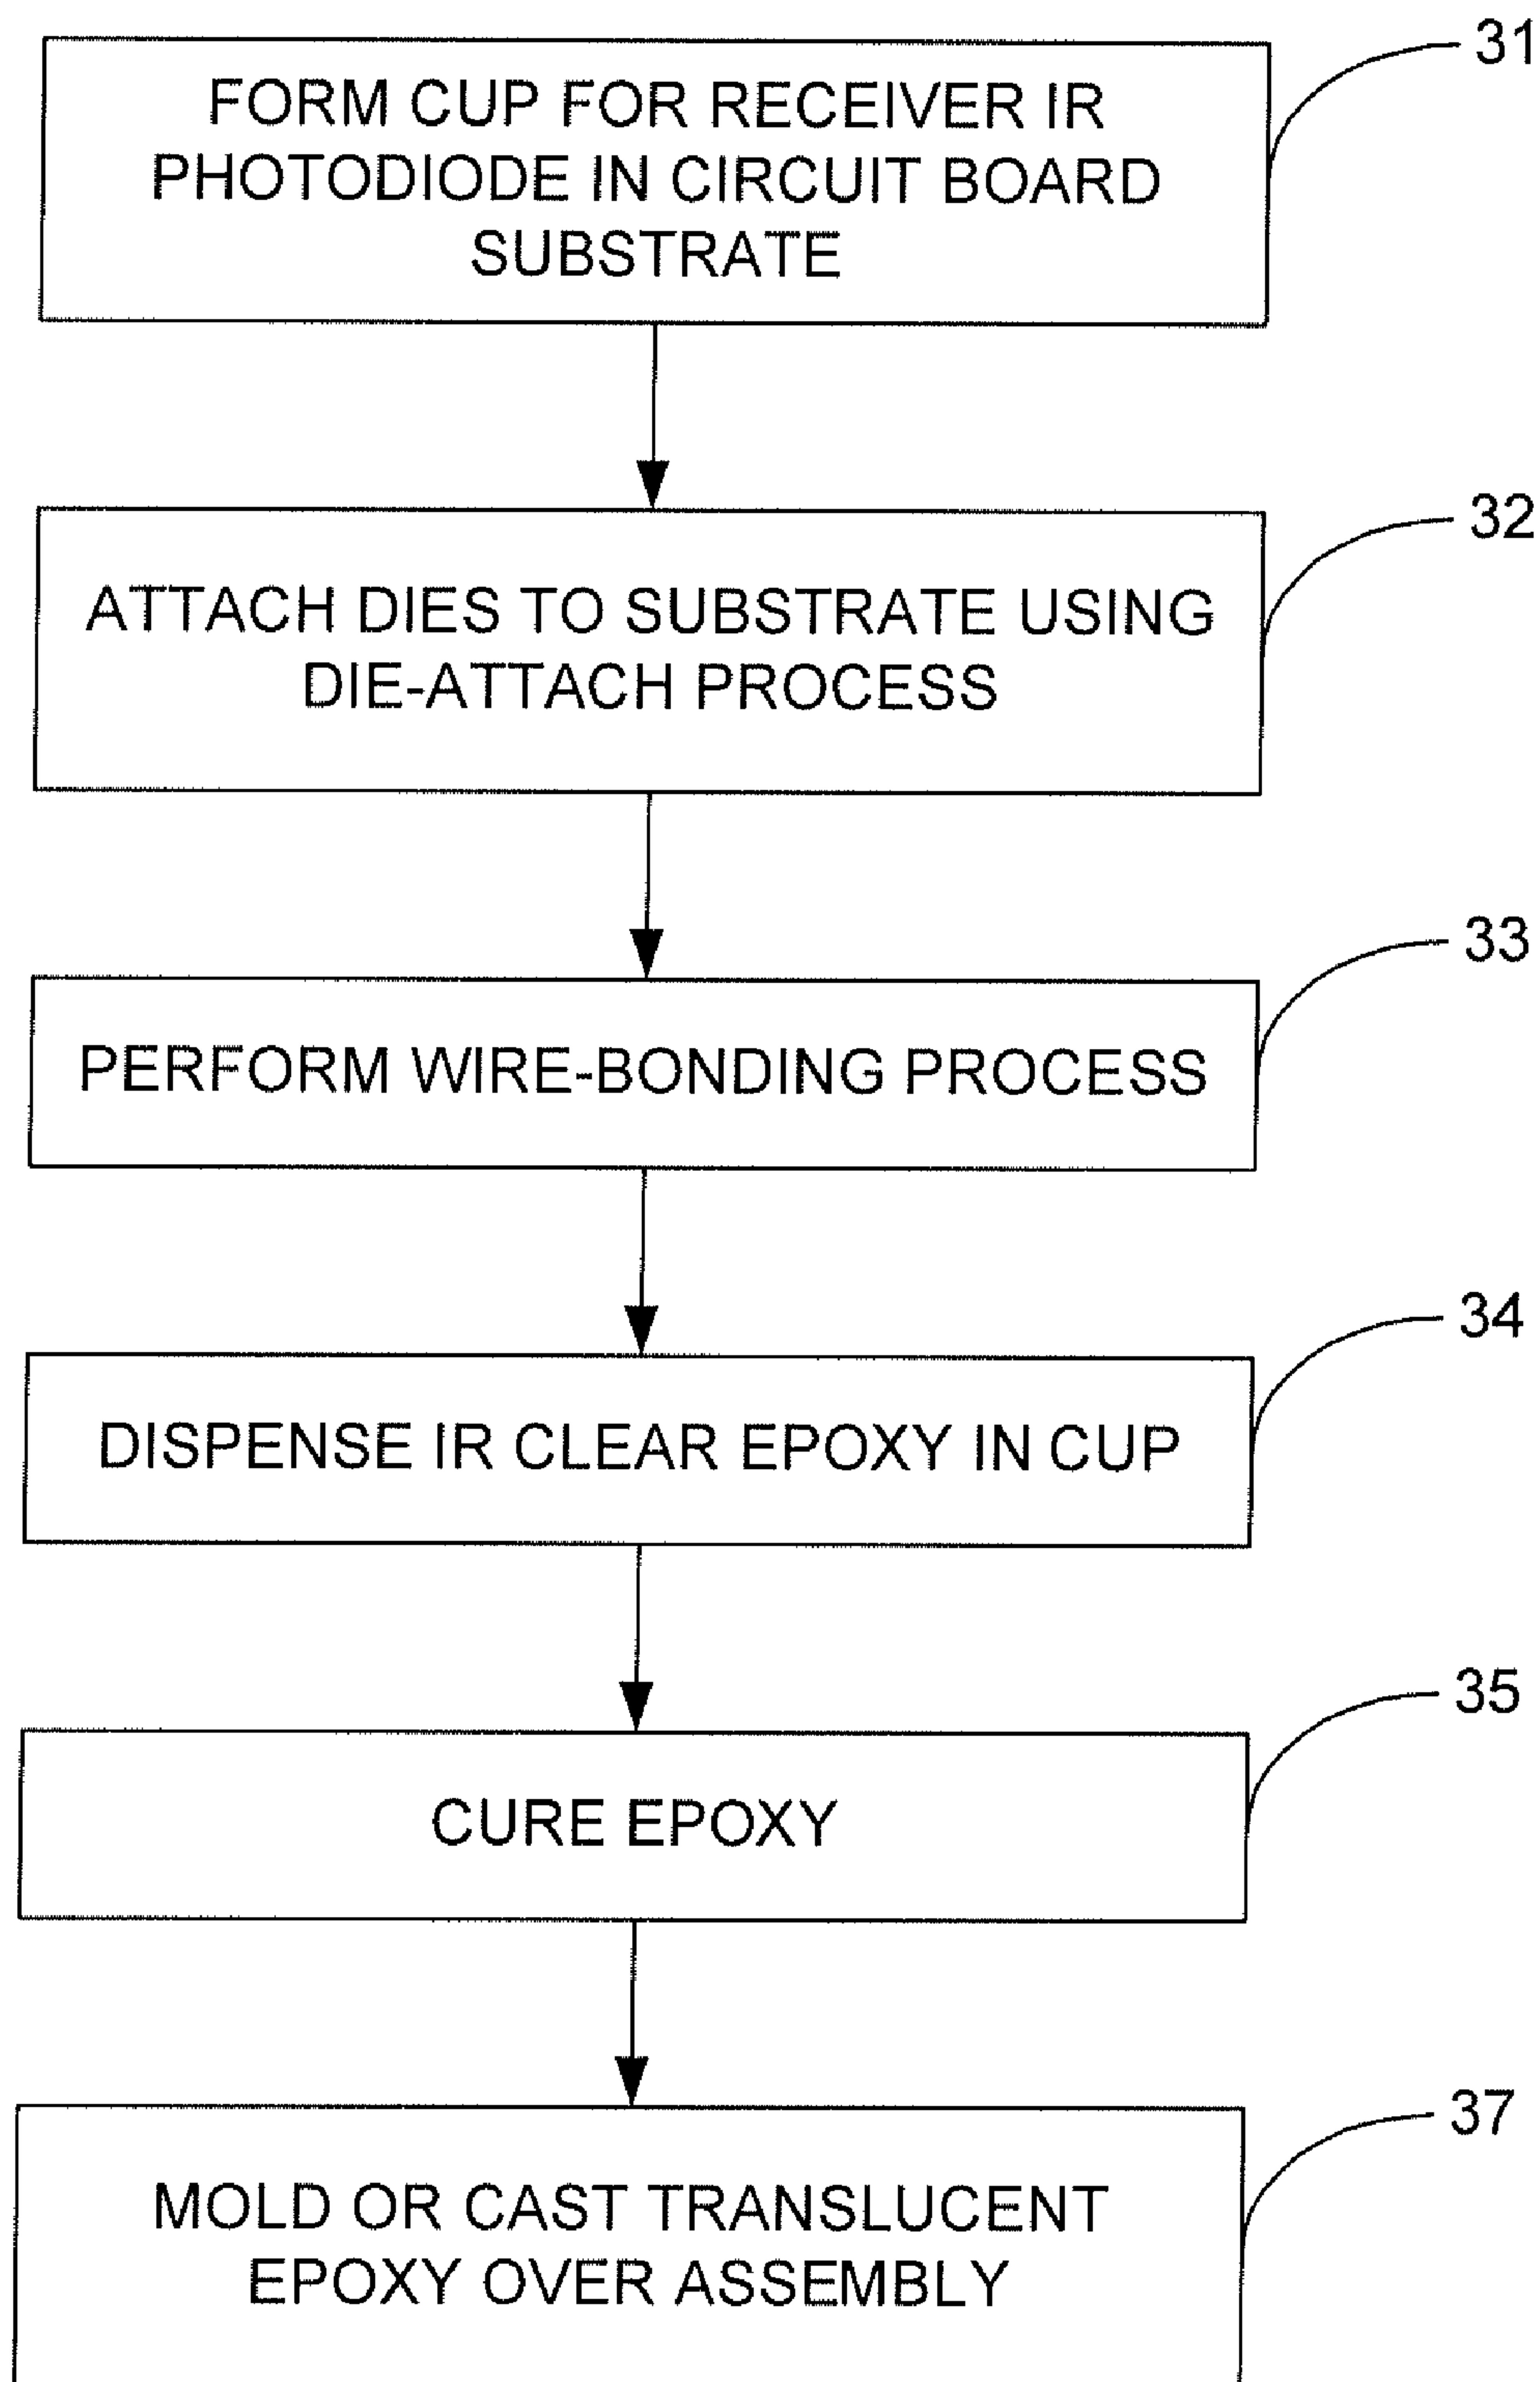 31
FORM CUP FOR RECEIVER IR
PHOTODIODE IN CIRCUIT BOARD
SUBSTRATE
32
ATTACH DIES TO SUBSTRATE USING
DIE-ATTACH PROCESS
33
PERFORM WIRE-BONDING PROCESS
34
DISPENSE IR CLEAR EPOXY IN CUP
35
CURE EPOXY
37
MOLD OR CAST TRANSLUCENT
EPOXY OVER ASSEMBLY